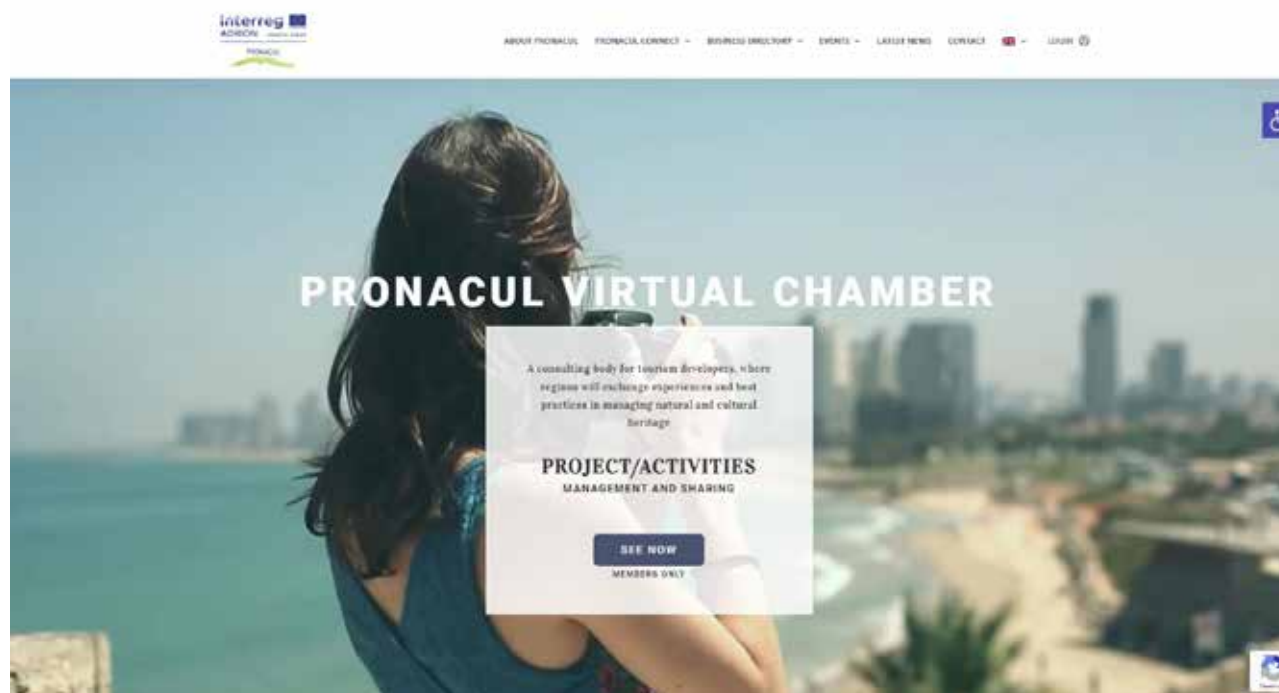 interreg
ADRION
PRONACUL
ABOUT PRONACUL PRONACUL CONNECT BUSINESS DIRECTORY EVENTS LATEST NEWS CONTACT LOGIN
PRONACUL VIRTUAL CHAMBER
A consulting body for tourism developers, where
regions will exchange experiences and best
practices in managing natural and cultural
heritage
PROJECT/ACTIVITIES
MANAGEMENT AND SHARING
SEE NOW
MEMBERS ONLY